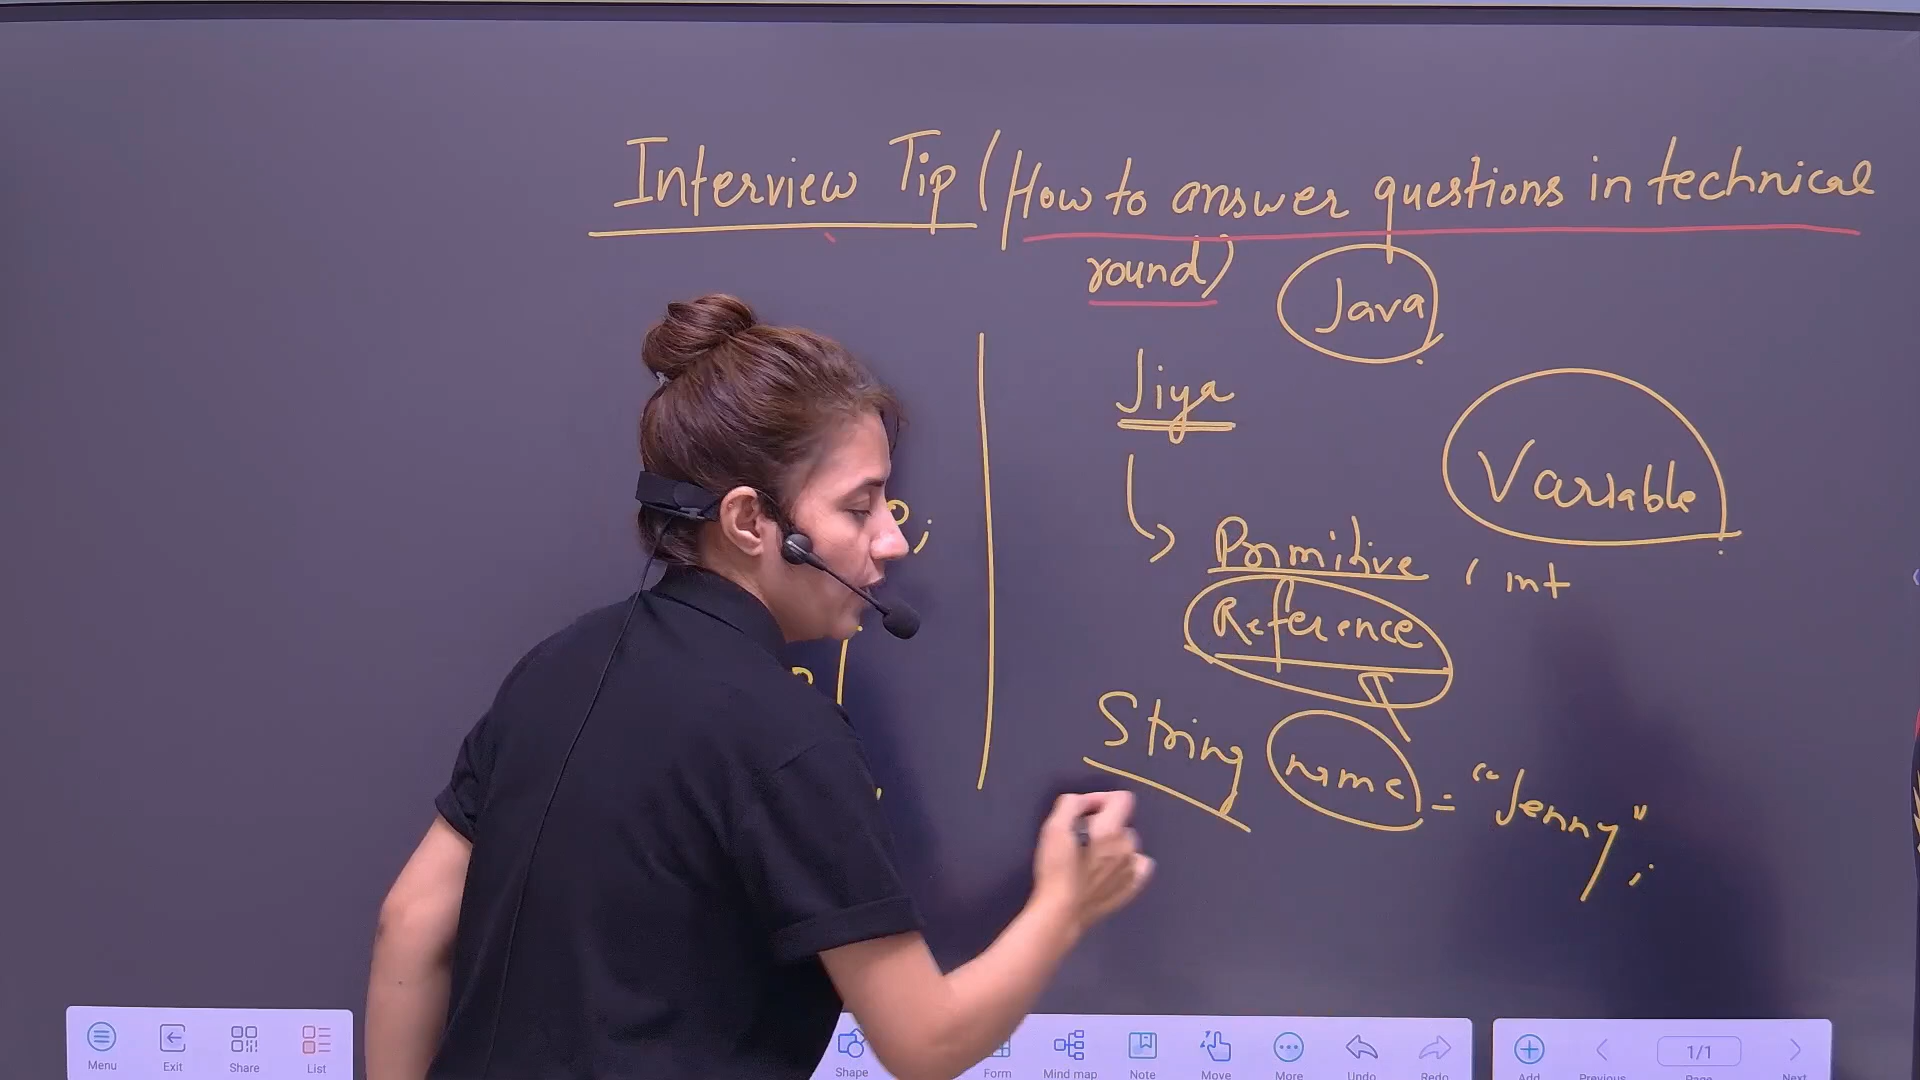 Interview Tip (How to answer questions in technical
round)
Java
Jiya
Variable
Primitive, int
Reference
String name = "Jenny";
Menu Exit Share List Shape Form Mind map Note Move More Undo Redo Add Previous 1/1 Page Next